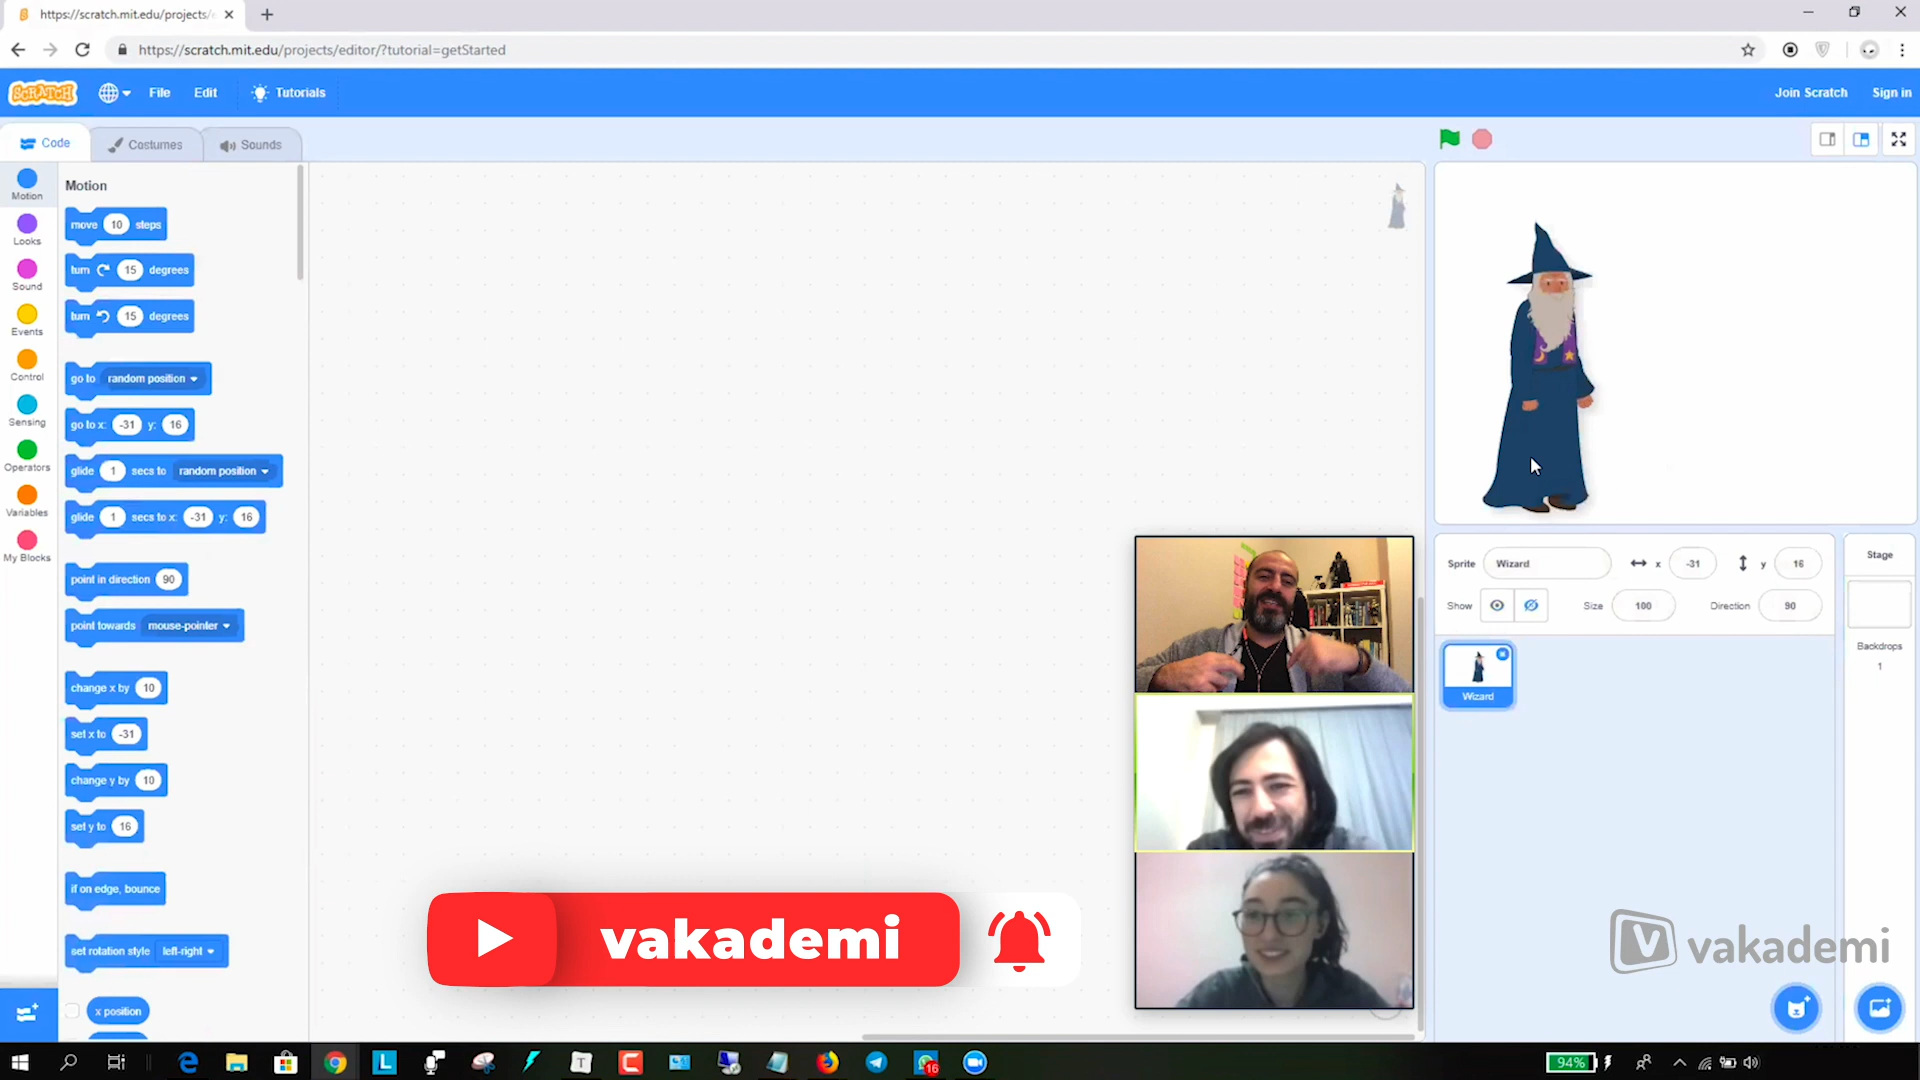 https://scratch.mit.edu/projects/
https://scratch.mit.edu/projects/editor/?tutorial=getStarted
SCRATCH File Edit Tutorials Join Scratch Sign in
Code Costumes Sounds
Motion
Looks
Sound
Events
Control
Sensing
Operators
Variables
My Blocks
Motion
move 10 steps
turn 15 degrees
turn 15 degrees
go to random position
go to x: -31 y: 16
glide 1 secs to random position
glide 1 secs to x: -31 y: 16
point in direction 90
point towards mouse-pointer
change x by 10
set x to -31
change y by 10
set y to 16
if on edge, bounce
set rotation style left-right
x position
Sprite Wizard x -31 y 16
Show Size 100 Direction 90
Wizard
Stage
Backdrops
1
vakademi
vakademi
L T C 16 94%